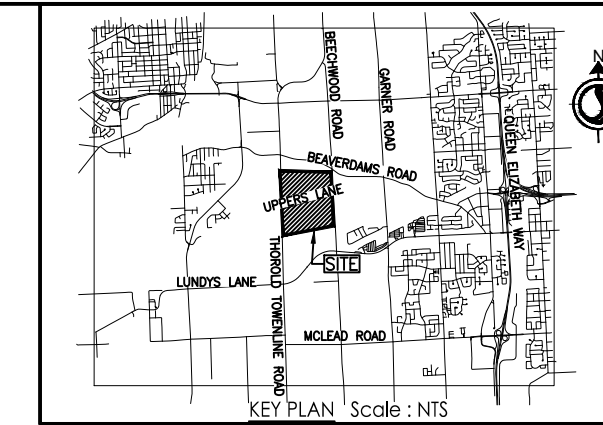 N
BEECHWOOD ROAD
GARNER ROAD
QUEEN ELIZABETH WAY
BEAVERDAMS ROAD
UPPERS LANE
THOROLD TOWENLINE ROAD
SITE
LUNDYS LANE
MCLEAD ROAD
KEY PLAN Scale : NTS